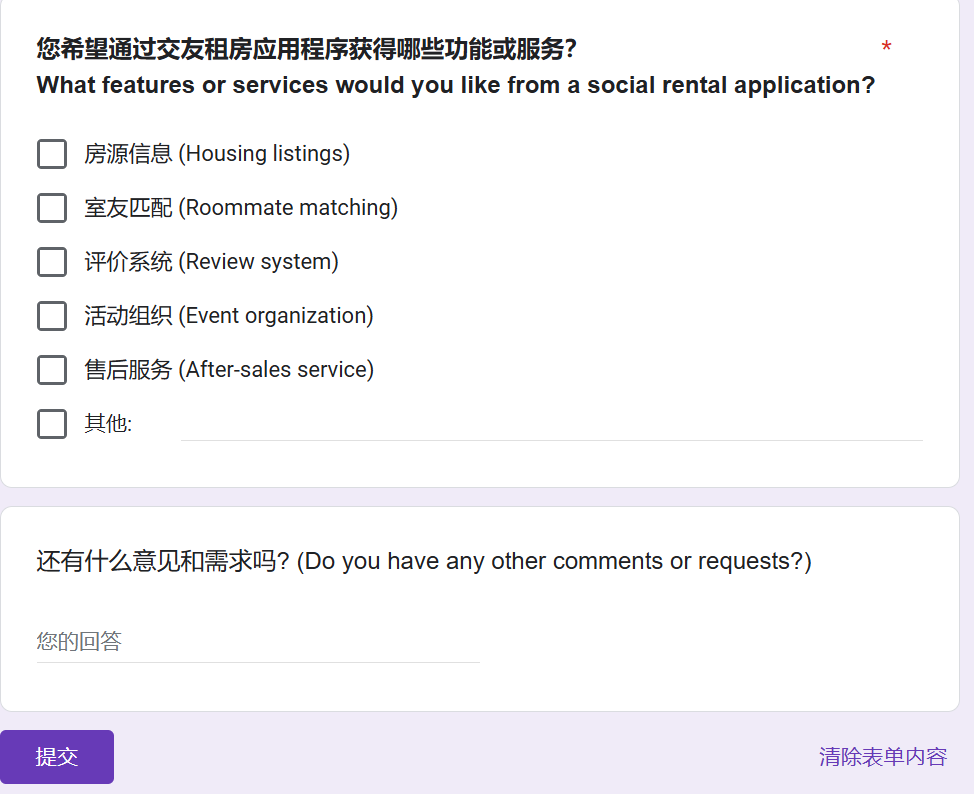 您希望通过交友租房应用程序获得哪些功能或服务? *
What features or services would you like from a social rental application?
房源信息 (Housing listings)
室友匹配 (Roommate matching)
评价系统 (Review system)
活动组织 (Event organization)
售后服务 (After-sales service)
其他:
还有什么意见和需求吗? (Do you have any other comments or requests?)
您的回答
提交
清除表单内容